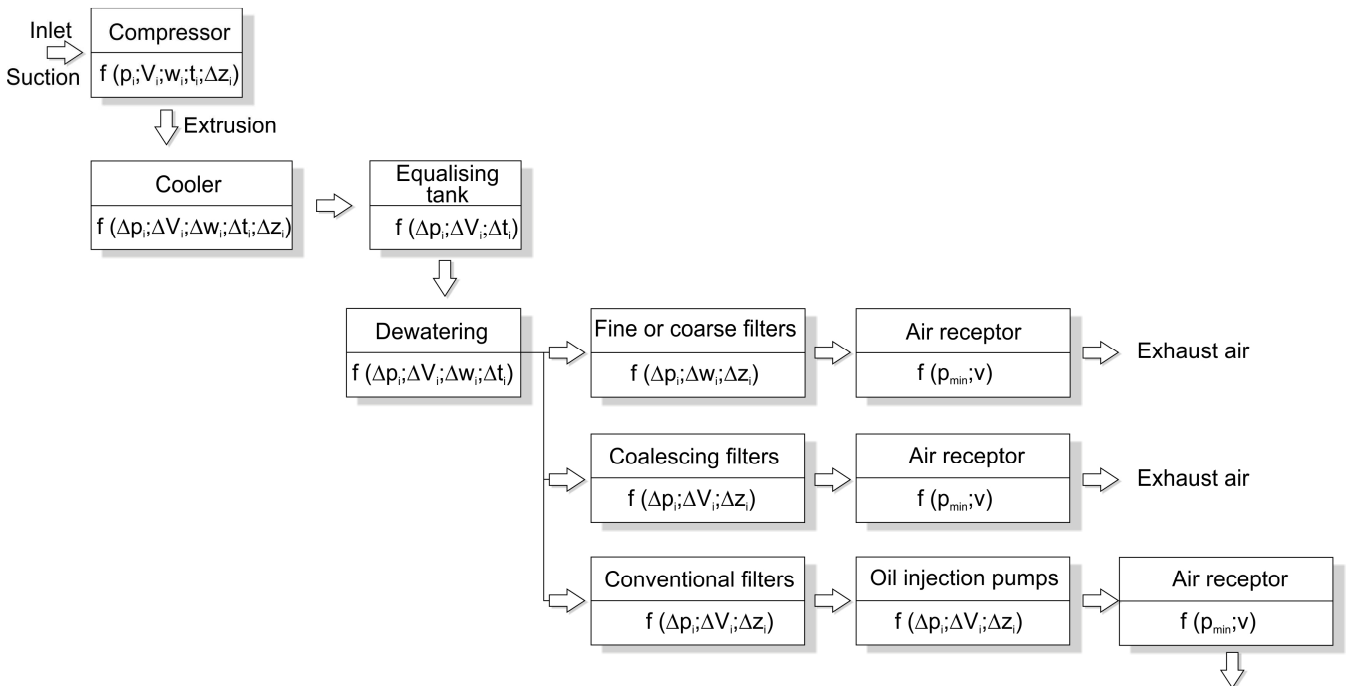 Inlet
Suction
Compressor
f (pᵢ;Vᵢ;wᵢ;tᵢ;Δzᵢ)
Extrusion
Cooler
f (Δpᵢ;ΔVᵢ;Δwᵢ;Δtᵢ;Δzᵢ)
Equalising
tank
f (Δpᵢ;ΔVᵢ;Δtᵢ)
Dewatering
f (Δpᵢ;ΔVᵢ;Δwᵢ;Δtᵢ)
Fine or coarse filters
f (Δpᵢ;Δwᵢ;Δzᵢ)
Air receptor
f (pₘᵢₙ;v)
Exhaust air
Coalescing filters
f (Δpᵢ;ΔVᵢ;Δzᵢ)
Air receptor
f (pₘᵢₙ;v)
Exhaust air
Conventional filters
f (Δpᵢ;ΔVᵢ;Δzᵢ)
Oil injection pumps
f (Δpᵢ;ΔVᵢ;Δzᵢ)
Air receptor
f (pₘᵢₙ;v)